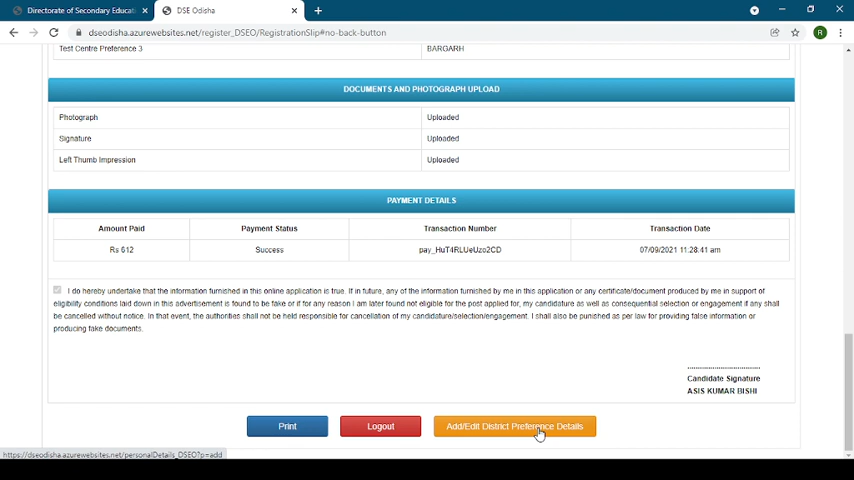 Directorate of Secondary Educati
DSE Odisha
dseodisha.azurewebsites.net/register_DSEO/RegistrationSlip#no-back-button
R
Test Centre Preference 3 BARGARH
DOCUMENTS AND PHOTOGRAPH UPLOAD
Photograph Uploaded
Signature Uploaded
Left Thumb Impression Uploaded
PAYMENT DETAILS
Amount Paid Payment Status Transaction Number Transaction Date
Rs 612 Success pay_HuT4RLUeUzo2CD 07/09/2021 11:28:41 am
I do hereby undertake that the information furnished in this online application is true. If in future, any of the information furnished by me in this application or any certificate/document produced by me in support of
eligibility conditions laid down in this advertisement is found to be fake or if for any reason I am later found not eligible for the post applied for, my candidature as well as consequential selection or engagement if any shall
be cancelled without notice. In that event, the authorities shall not be held responsible for cancellation of my candidature/selection/engagement. I shall also be punished as per law for providing false information or
producing fake documents.
Candidate Signature
ASIS KUMAR BISHI
Print Logout Add/Edit District Preference Details
https://dseodisha.azurewebsites.net/personalDetails_DSEO?p=add